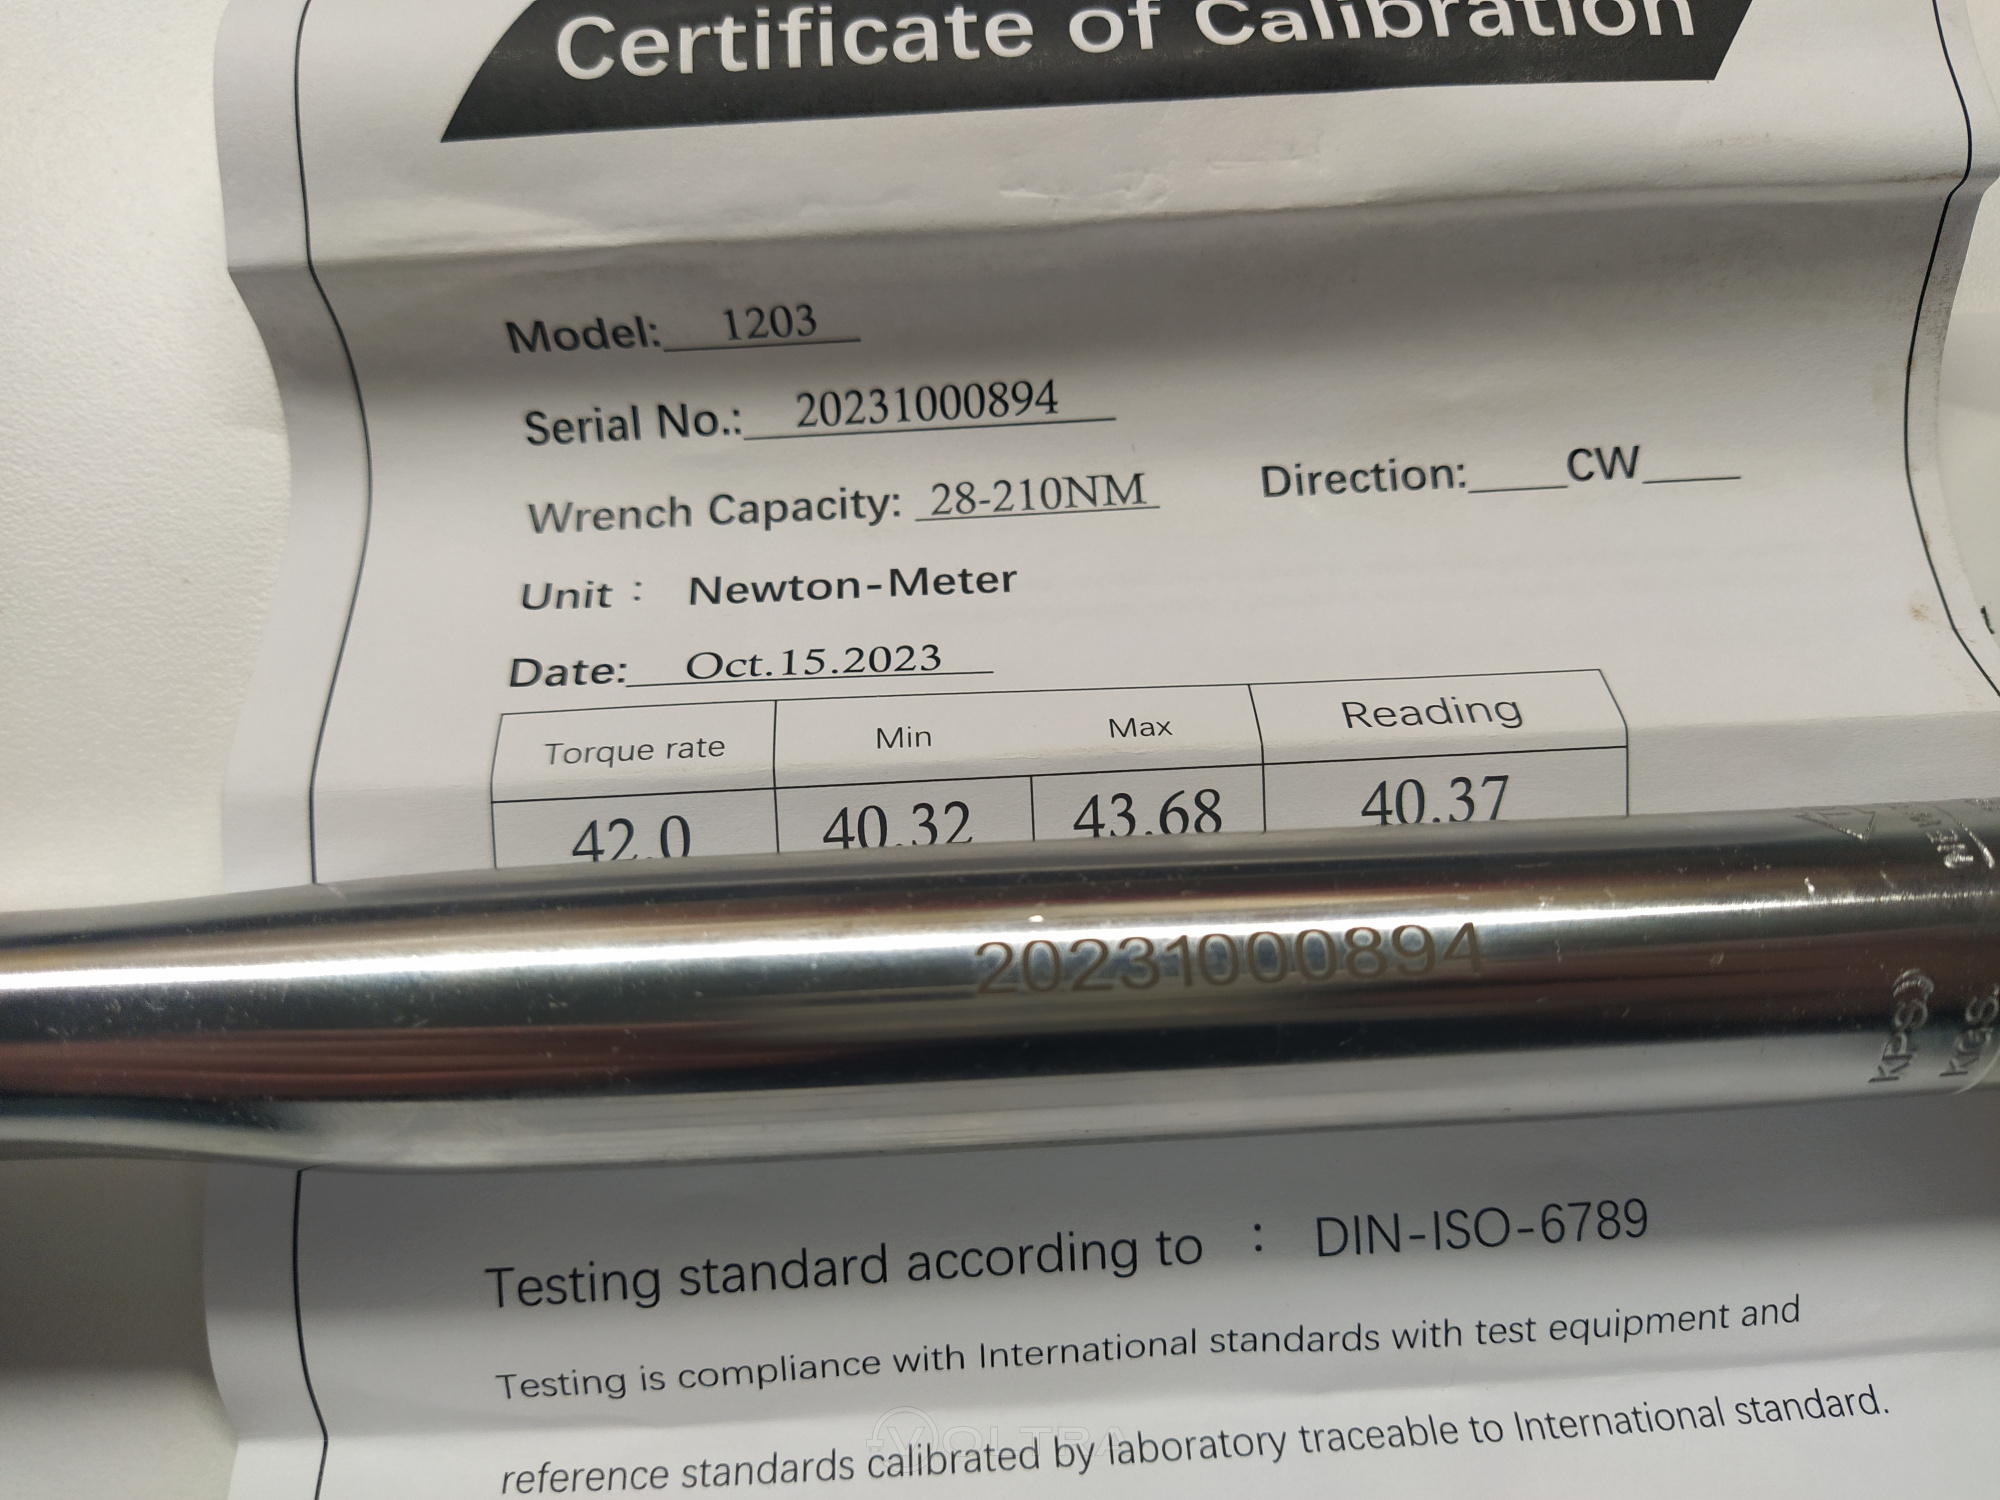 Certificate of Calibration
Model: 1203
Serial No.: 20231000894
Wrench Capacity: 28-210NM Direction: CW
Unit : Newton-Meter
Date: Oct.15.2023
Torque rate Min Max Reading
42.0 40.32 43.68 40.37
20231000894
KPS
Testing standard according to : DIN-ISO-6789
Testing is compliance with International standards with test equipment and
reference standards calibrated by laboratory traceable to International standard.
VOLTRA